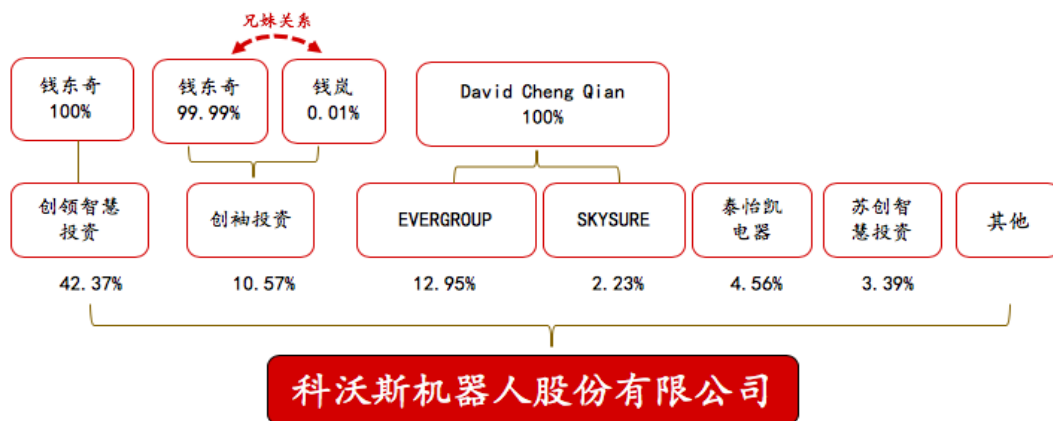 兄妹关系
钱东奇
100%
钱东奇
99.99%
钱岚
0.01%
David Cheng Qian
100%
创领智慧
投资
创袖投资
EVERGROUP
SKYSURE
泰怡凯
电器
苏创智
慧投资
其他
42.37%
10.57%
12.95%
2.23%
4.56%
3.39%
科沃斯机器人股份有限公司